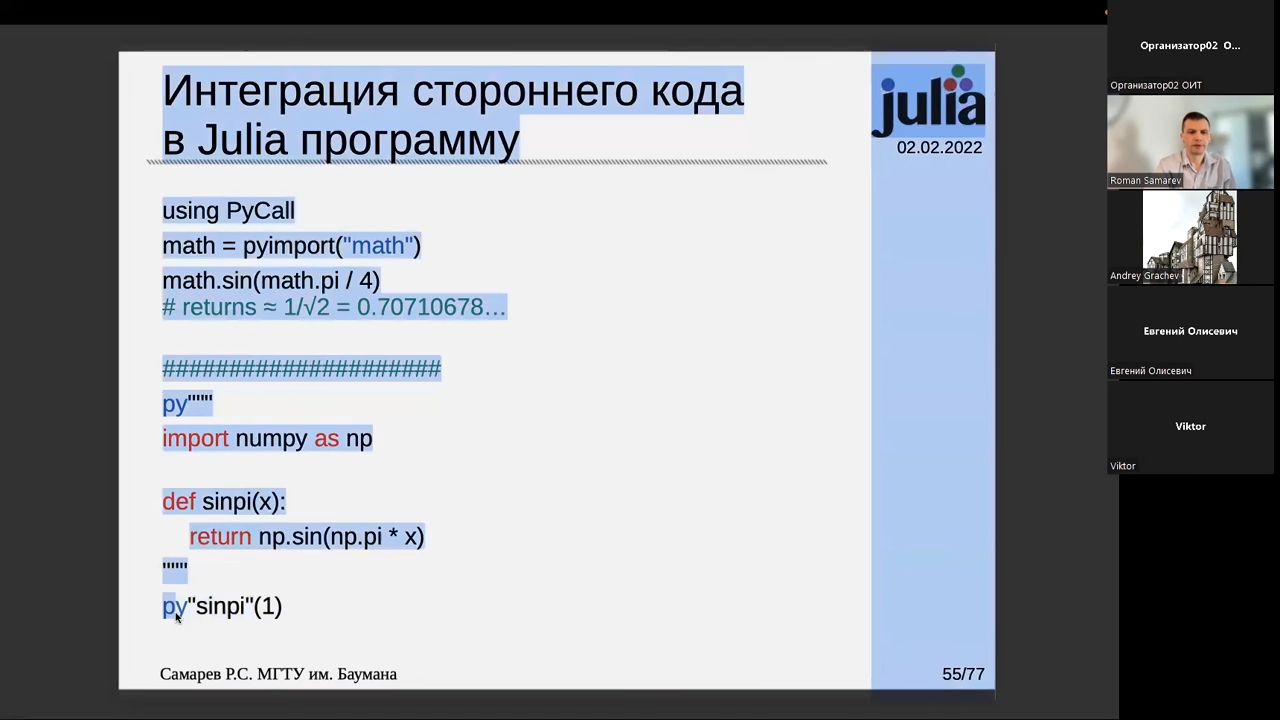 Интеграция стороннего кода
в Julia программу
julia
02.02.2022
using PyCall
math = pyimport("math")
math.sin(math.pi / 4)
# returns ≈ 1/√2 = 0.70710678…
#####################
py"""
import numpy as np
def sinpi(x):
return np.sin(np.pi * x)
"""
py"sinpi"(1)
Самарев Р.С. МГТУ им. Баумана
55/77
Организатор02 О...
Организатор02 ОИТ
Roman Samarev
Andrey Grachev
Евгений Олисевич
Евгений Олисевич
Viktor
Viktor